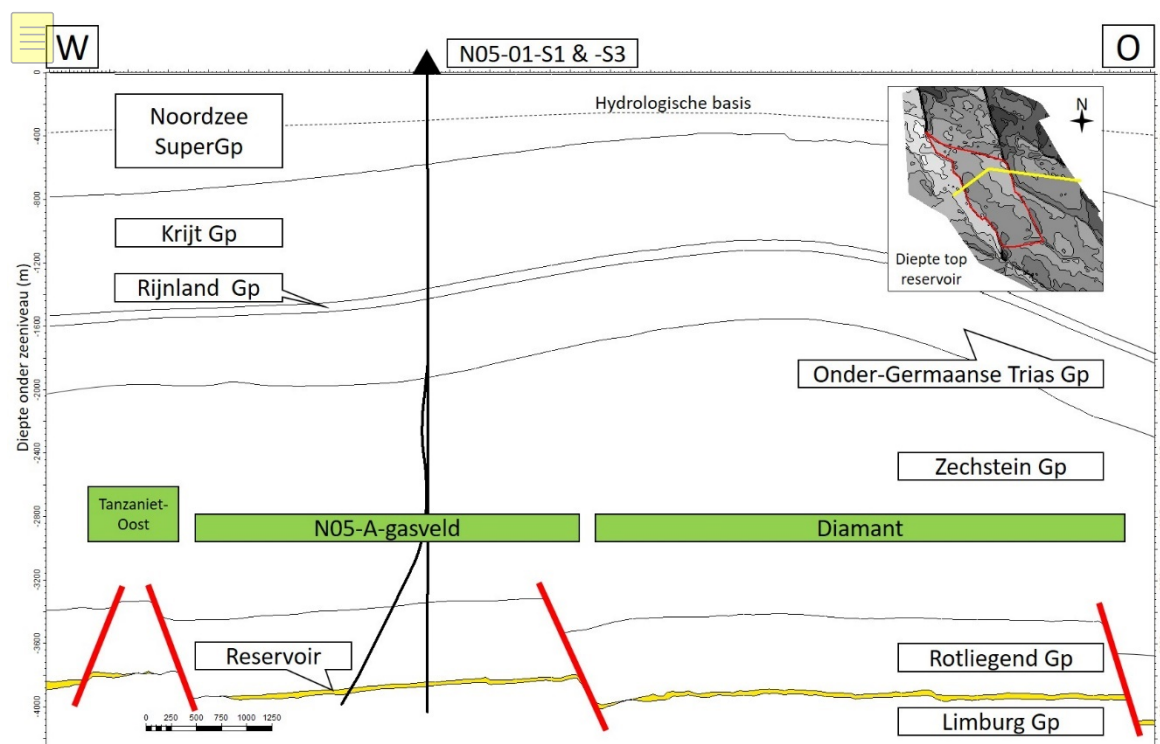 W
N05-01-S1 & -S3
O
0
Noordzee
SuperGp
Hydrologische basis
N
-400
-800
Krijt Gp
Diepte top
reservoir
-1200
Rijnland Gp
-1600
Onder-Germaanse Trias Gp
-2000
Diepte onder zeeniveau (m)
-2400
Zechstein Gp
Tanzaniet-
Oost
-2800
N05-A-gasveld
Diamant
-3200
-3600
Reservoir
Rotliegend Gp
-4000
0 250 500 750 1000 1250
Limburg Gp